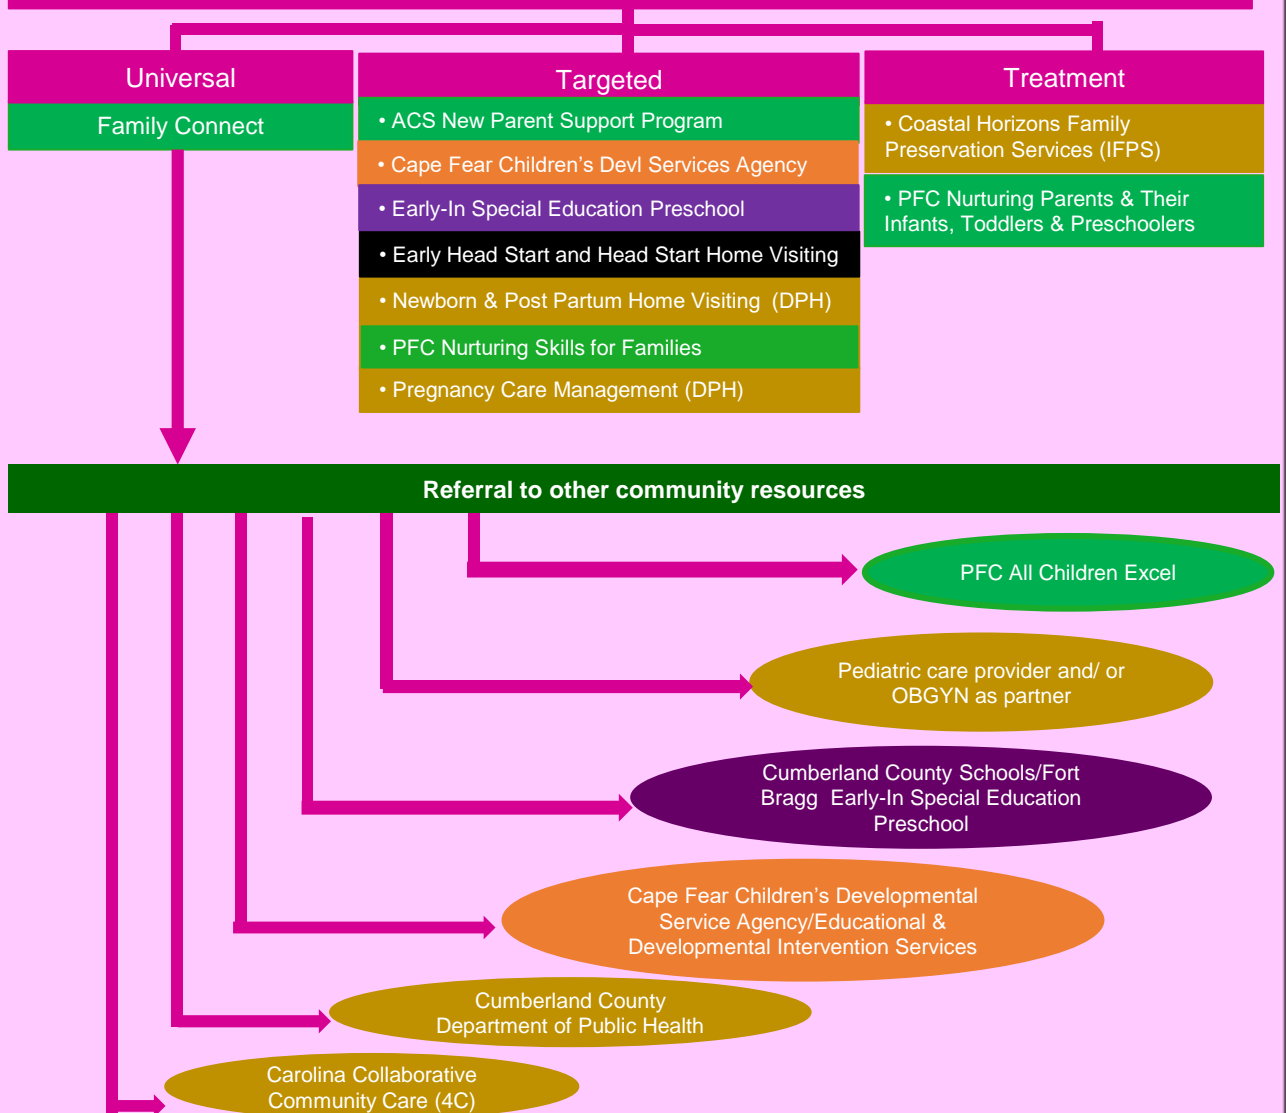 Universal
Family Connect
Targeted
• ACS New Parent Support Program
• Cape Fear Children’s Devl Services Agency
• Early-In Special Education Preschool
• Early Head Start and Head Start Home Visiting
• Newborn & Post Partum Home Visiting (DPH)
• PFC Nurturing Skills for Families
• Pregnancy Care Management (DPH)
Treatment
• Coastal Horizons Family
Preservation Services (IFPS)
• PFC Nurturing Parents & Their
Infants, Toddlers & Preschoolers
Referral to other community resources
PFC All Children Excel
Pediatric care provider and/ or
OBGYN as partner
Cumberland County Schools/Fort
Bragg Early-In Special Education
Preschool
Cape Fear Children’s Developmental
Service Agency/Educational &
Developmental Intervention Services
Cumberland County
Department of Public Health
Carolina Collaborative
Community Care (4C)